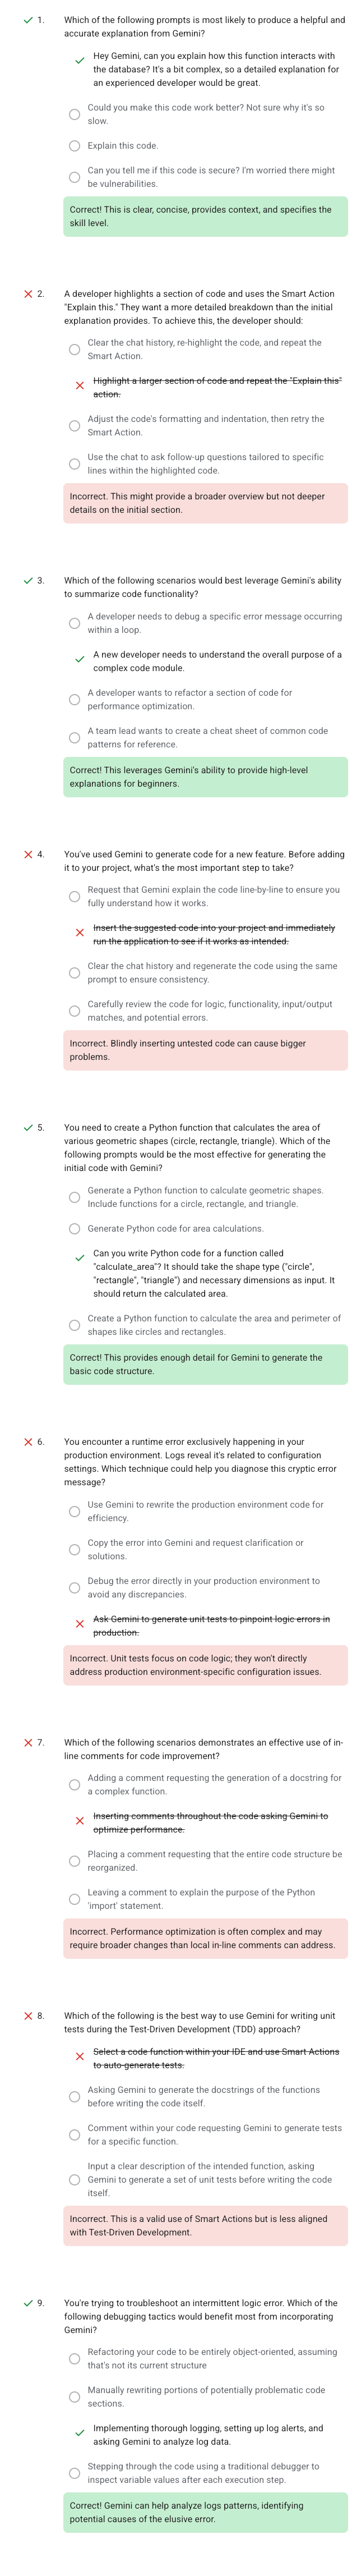 1. Which of the following prompts is most likely to produce a helpful and
accurate explanation from Gemini?
Hey Gemini, can you explain how this function interacts with
the database? It's a bit complex, so a detailed explanation for
an experienced developer would be great.
Could you make this code work better? Not sure why it's so
slow.
Explain this code.
Can you tell me if this code is secure? I'm worried there might
be vulnerabilities.
Correct! This is clear, concise, provides context, and specifies the
skill level.
2. A developer highlights a section of code and uses the Smart Action
"Explain this." They want a more detailed breakdown than the initial
explanation provides. To achieve this, the developer should:
Clear the chat history, re-highlight the code, and repeat the
Smart Action.
Highlight a larger section of code and repeat the "Explain this"
action.
Adjust the code's formatting and indentation, then retry the
Smart Action.
Use the chat to ask follow-up questions tailored to specific
lines within the highlighted code.
Incorrect. This might provide a broader overview but not deeper
details on the initial section.
3. Which of the following scenarios would best leverage Gemini's ability
to summarize code functionality?
A developer needs to debug a specific error message occurring
within a loop.
A new developer needs to understand the overall purpose of a
complex code module.
A developer wants to refactor a section of code for
performance optimization.
A team lead wants to create a cheat sheet of common code
patterns for reference.
Correct! This leverages Gemini's ability to provide high-level
explanations for beginners.
4. You've used Gemini to generate code for a new feature. Before adding
it to your project, what's the most important step to take?
Request that Gemini explain the code line-by-line to ensure you
fully understand how it works.
Insert the suggested code into your project and immediately
run the application to see if it works as intended.
Clear the chat history and regenerate the code using the same
prompt to ensure consistency.
Carefully review the code for logic, functionality, input/output
matches, and potential errors.
Incorrect. Blindly inserting untested code can cause bigger
problems.
5. You need to create a Python function that calculates the area of
various geometric shapes (circle, rectangle, triangle). Which of the
following prompts would be the most effective for generating the
initial code with Gemini?
Generate a Python function to calculate geometric shapes.
Include functions for a circle, rectangle, and triangle.
Generate Python code for area calculations.
Can you write Python code for a function called
"calculate_area"? It should take the shape type ("circle",
"rectangle", "triangle") and necessary dimensions as input. It
should return the calculated area.
Create a Python function to calculate the area and perimeter of
shapes like circles and rectangles.
Correct! This provides enough detail for Gemini to generate the
basic code structure.
6. You encounter a runtime error exclusively happening in your
production environment. Logs reveal it's related to configuration
settings. Which technique could help you diagnose this cryptic error
message?
Use Gemini to rewrite the production environment code for
efficiency.
Copy the error into Gemini and request clarification or
solutions.
Debug the error directly in your production environment to
avoid any discrepancies.
Ask Gemini to generate unit tests to pinpoint logic errors in
production.
Incorrect. Unit tests focus on code logic; they won't directly
address production environment-specific configuration issues.
7. Which of the following scenarios demonstrates an effective use of in-
line comments for code improvement?
Adding a comment requesting the generation of a docstring for
a complex function.
Inserting comments throughout the code asking Gemini to
optimize performance.
Placing a comment requesting that the entire code structure be
reorganized.
Leaving a comment to explain the purpose of the Python
'import' statement.
Incorrect. Performance optimization is often complex and may
require broader changes than local in-line comments can address.
8. Which of the following is the best way to use Gemini for writing unit
tests during the Test-Driven Development (TDD) approach?
Select a code function within your IDE and use Smart Actions
to auto-generate tests.
Asking Gemini to generate the docstrings of the functions
before writing the code itself.
Comment within your code requesting Gemini to generate tests
for a specific function.
Input a clear description of the intended function, asking
Gemini to generate a set of unit tests before writing the code
itself.
Incorrect. This is a valid use of Smart Actions but is less aligned
with Test-Driven Development.
9. You're trying to troubleshoot an intermittent logic error. Which of the
following debugging tactics would benefit most from incorporating
Gemini?
Refactoring your code to be entirely object-oriented, assuming
that's not its current structure
Manually rewriting portions of potentially problematic code
sections.
Implementing thorough logging, setting up log alerts, and
asking Gemini to analyze log data.
Stepping through the code using a traditional debugger to
inspect variable values after each execution step.
Correct! Gemini can help analyze logs patterns, identifying
potential causes of the elusive error.